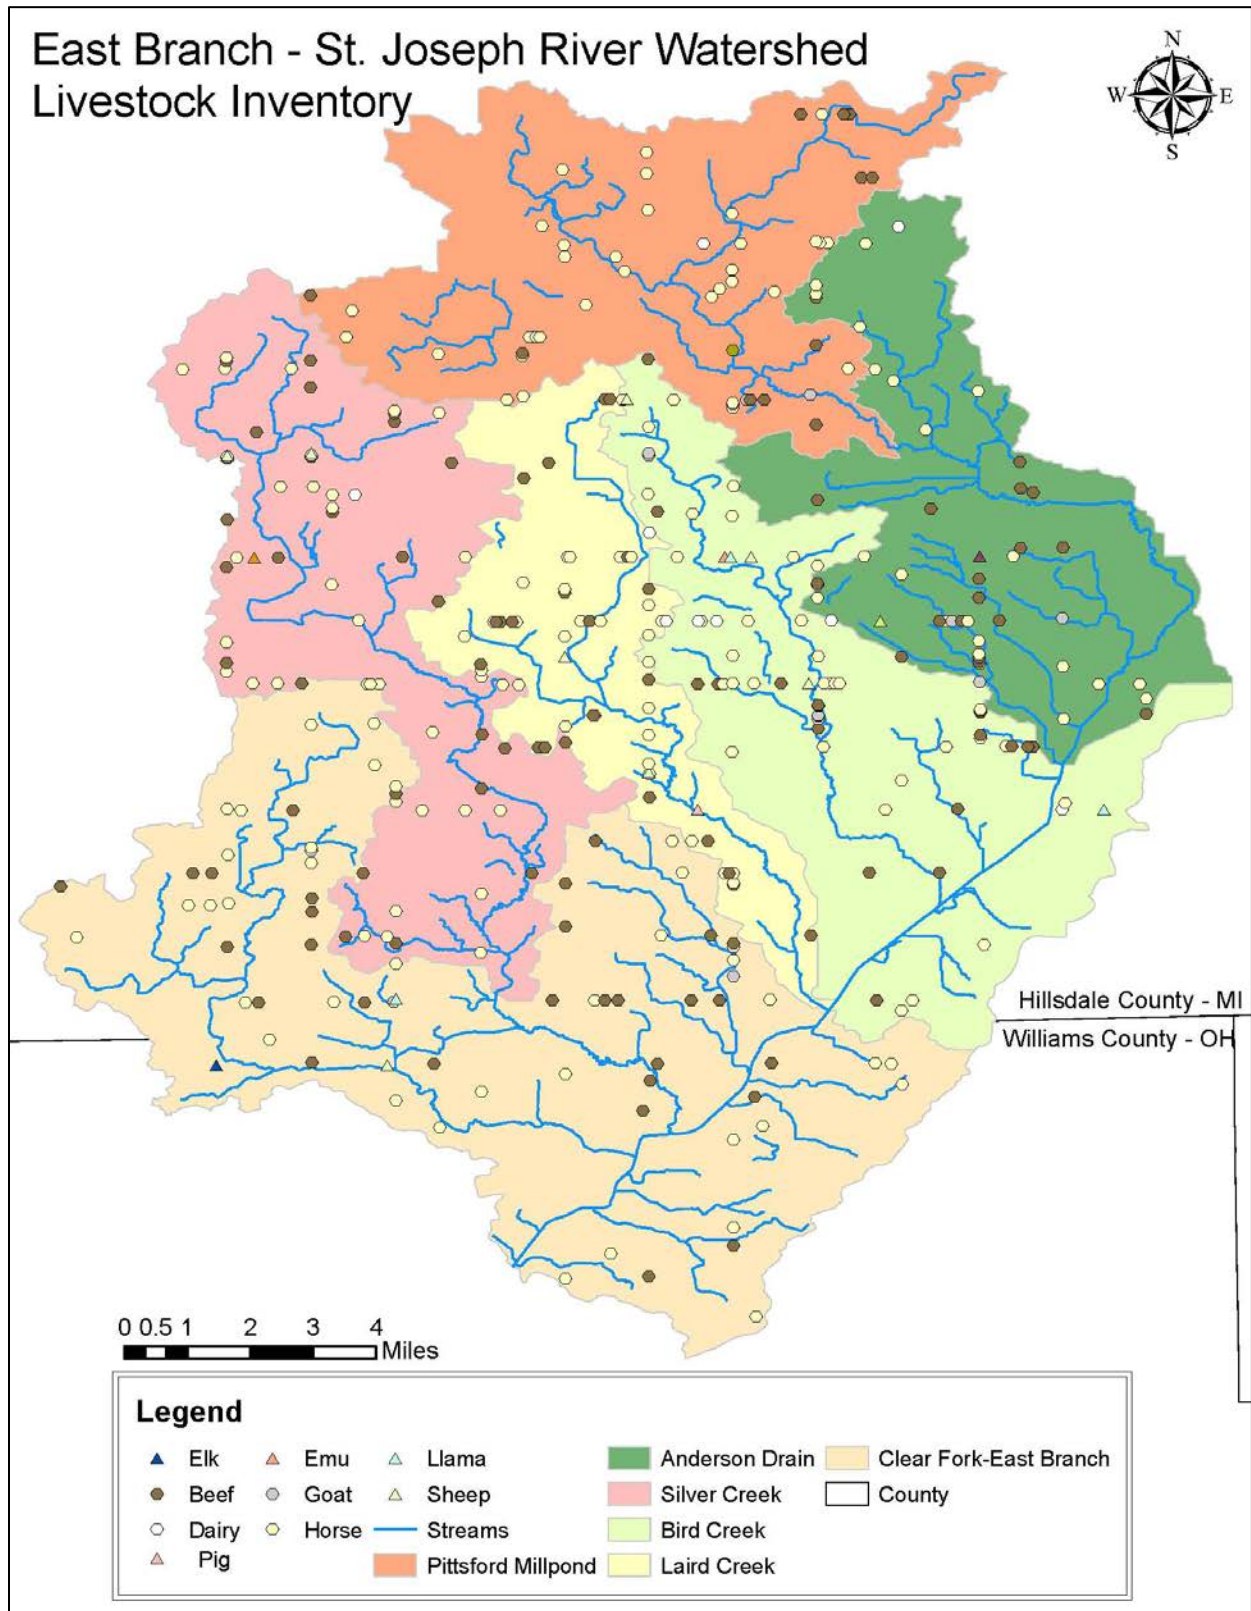 East Branch - St. Joseph River Watershed
Livestock Inventory
N
W E
S
Hillsdale County - MI
Williams County - OH
0 0.5 1 2 3 4
Miles
Legend
Elk Emu Llama Anderson Drain Clear Fork-East Branch
Beef Goat Sheep Silver Creek County
Dairy Horse Streams Bird Creek
Pig Pittsford Millpond Laird Creek